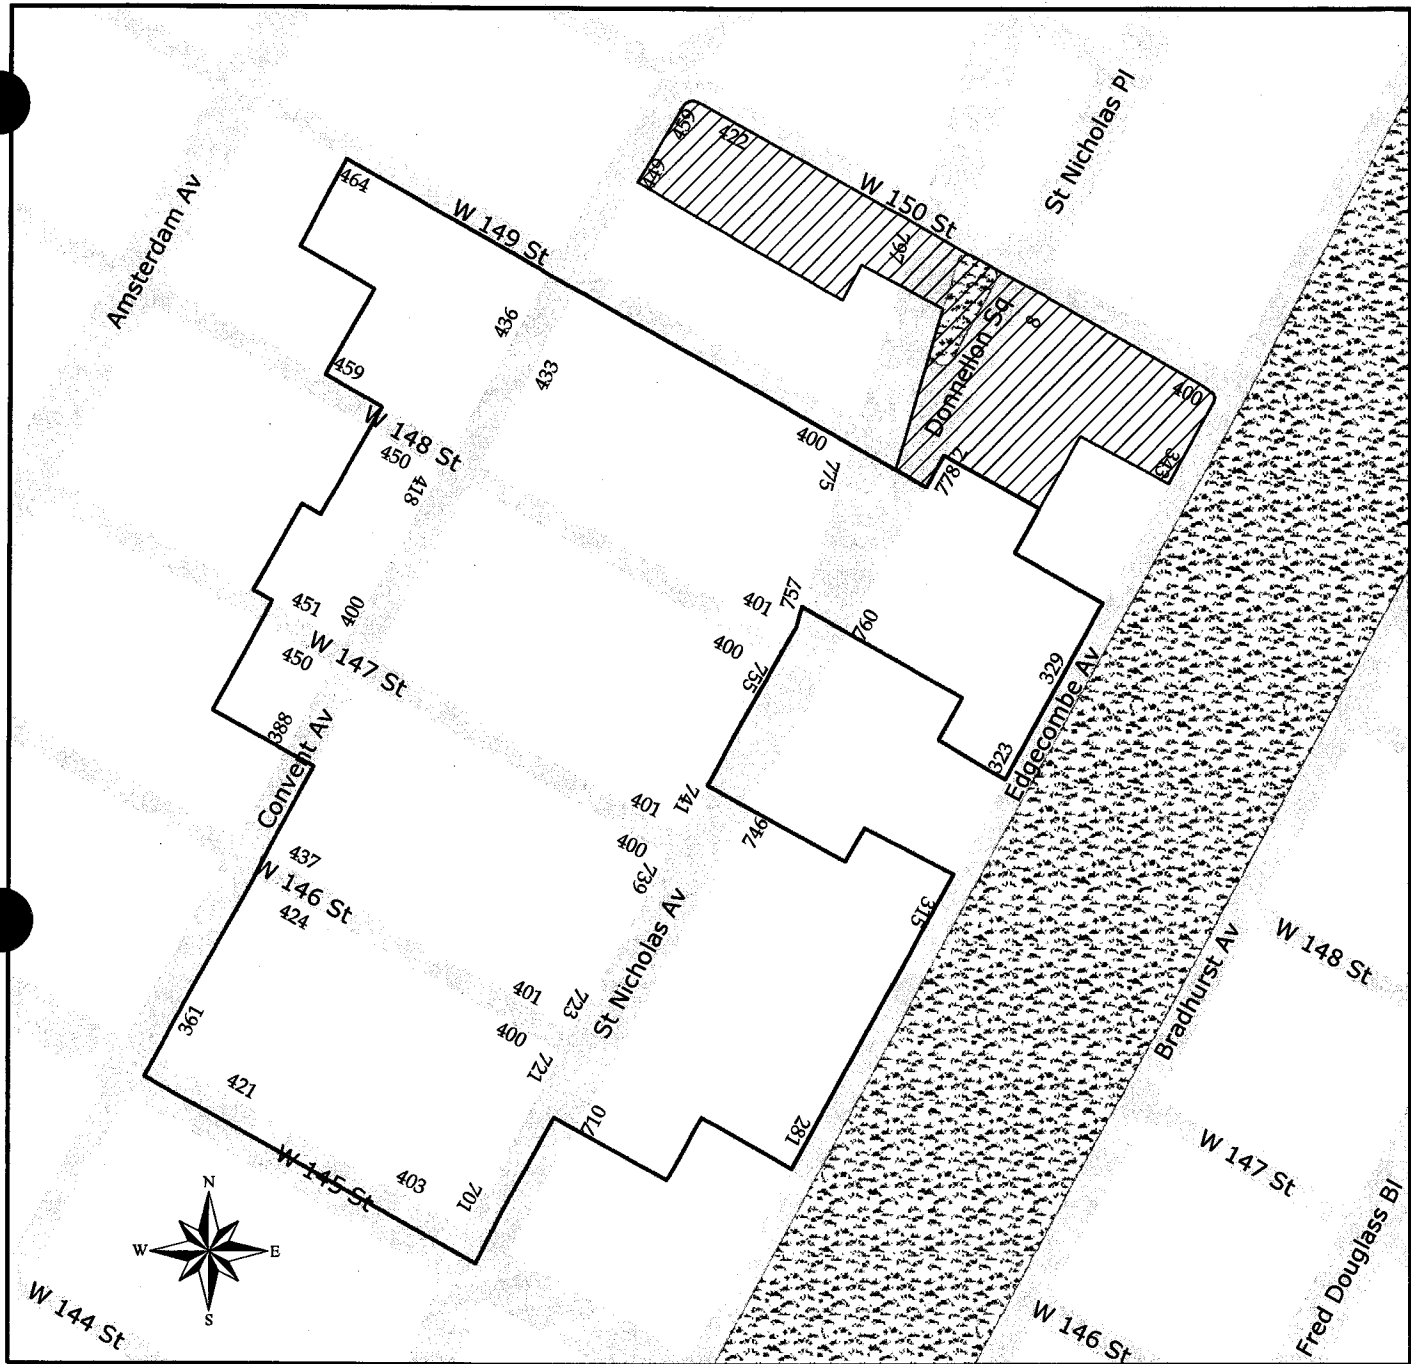 St Nicholas Pl
459
422
449
464
W 150 St
Amsterdam Av
W 149 St
797
8
436
Donnellon Sq
433
459
400
W 148 St
400
450
775
343
418
778
2
757
401
451
400
760
400
W 147 St
450
755
329
388
Edgecombe Av
323
Convent Av
741
401
746
400
437
W 146 St
739
424
315
St Nicholas Av
W 148 St
Bradhurst Av
401
723
361
400
721
421
710
281
W 145 St
403
701
W 147 St
N
W
E
S
W 144 St
W 146 St
Fred Douglass Bl